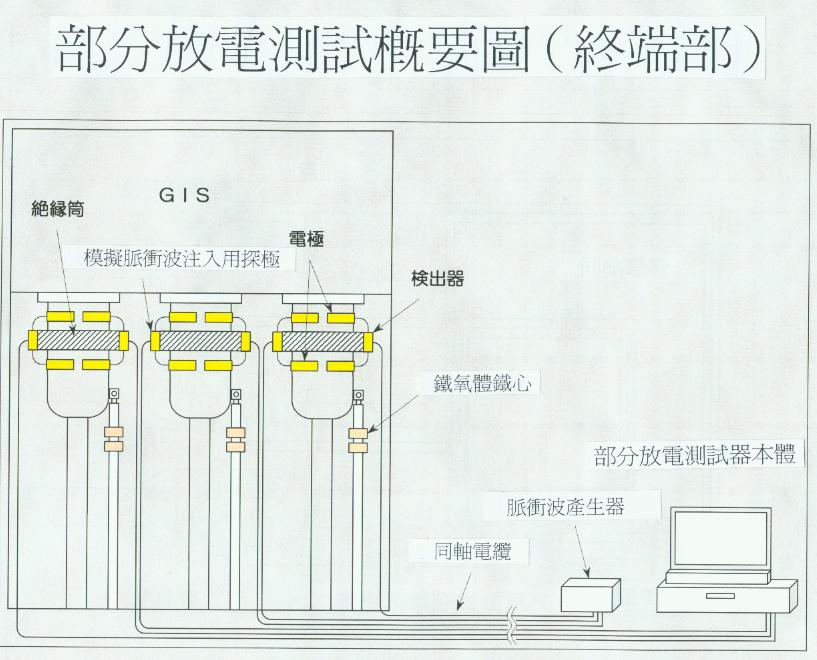 部分放電測試概要圖(終端部)
GIS
絶縁筒
電極
模擬脈衝波注入用探極
検出器
鐵氧體鐵心
部分放電測試器本體
脈衝波產生器
同軸電纜